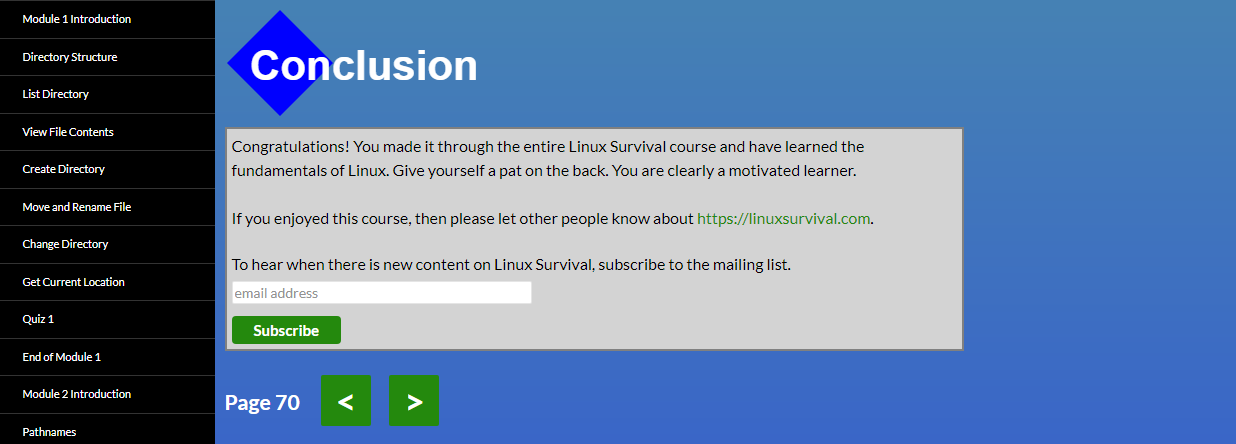 Module 1 Introduction
Directory Structure
List Directory
View File Contents
Create Directory
Move and Rename File
Change Directory
Get Current Location
Quiz 1
End of Module 1
Module 2 Introduction
Pathnames
Conclusion
Congratulations! You made it through the entire Linux Survival course and have learned the
fundamentals of Linux. Give yourself a pat on the back. You are clearly a motivated learner.
If you enjoyed this course, then please let other people know about https://linuxsurvival.com.
To hear when there is new content on Linux Survival, subscribe to the mailing list.
email address
Subscribe
Page 70 < >